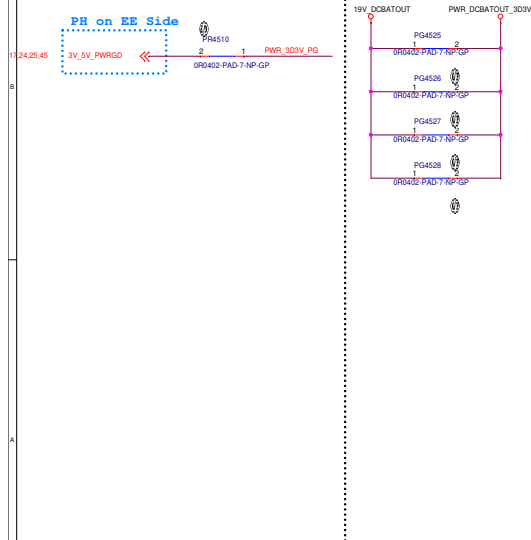 PH on EE Side
17,24,25,45
3V_5V_PWRGD
PR4510
2
1
0R0402-PAD-7-NP-GP
PWR_3D3V_PG
B
A
19V_DCBATOUT
PWR_DCBATOUT_3D3V
PG4525
1
2
0R0402-PAD-7-NP-GP
PG4526
1
2
0R0402-PAD-7-NP-GP
PG4527
1
2
0R0402-PAD-7-NP-GP
PG4528
1
2
0R0402-PAD-7-NP-GP